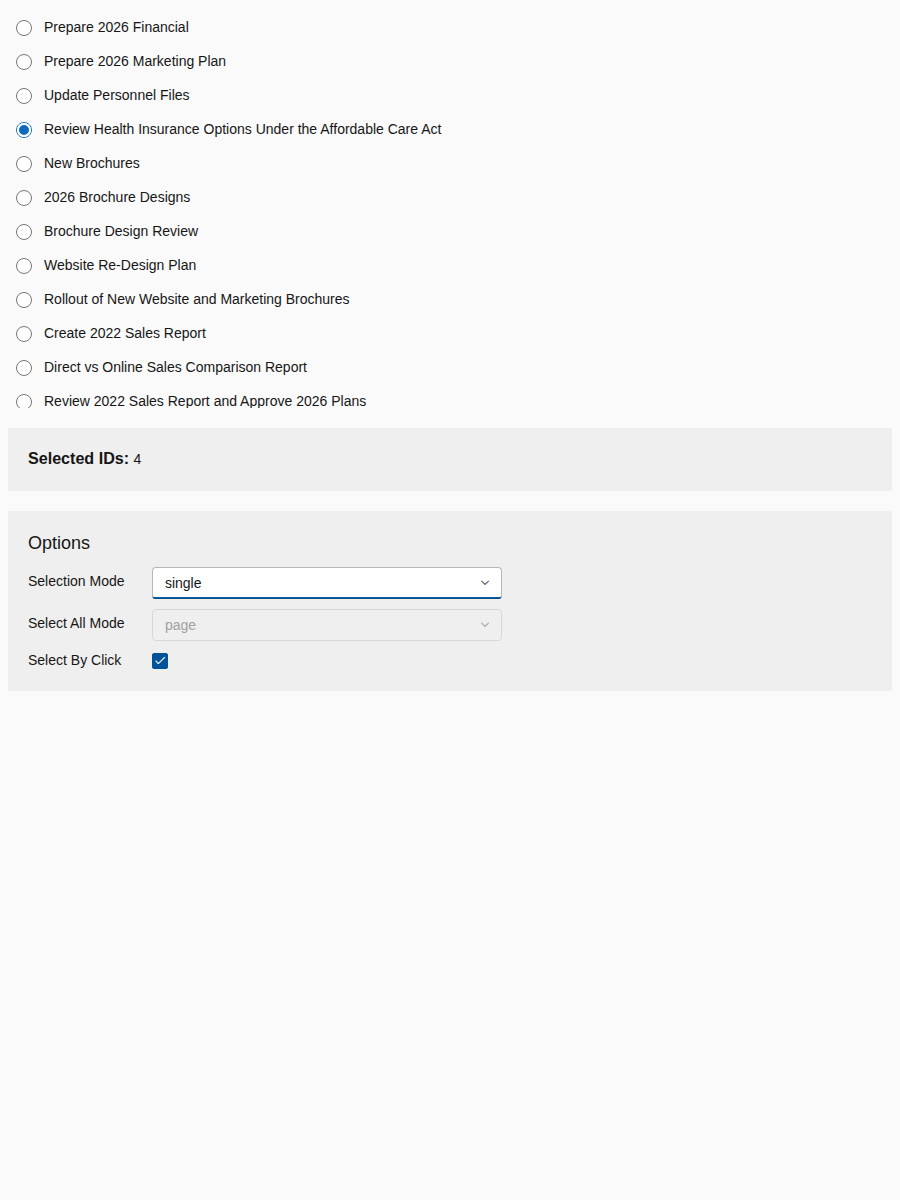 Prepare 2026 Financial
Prepare 2026 Marketing Plan
Update Personnel Files
Review Health Insurance Options Under the Affordable Care Act
New Brochures
2026 Brochure Designs
Brochure Design Review
Website Re-Design Plan
Rollout of New Website and Marketing Brochures
Create 2022 Sales Report
Direct vs Online Sales Comparison Report
Review 2022 Sales Report and Approve 2026 Plans
Selected IDs: 4
Options
Selection Mode single
Select All Mode page
Select By Click